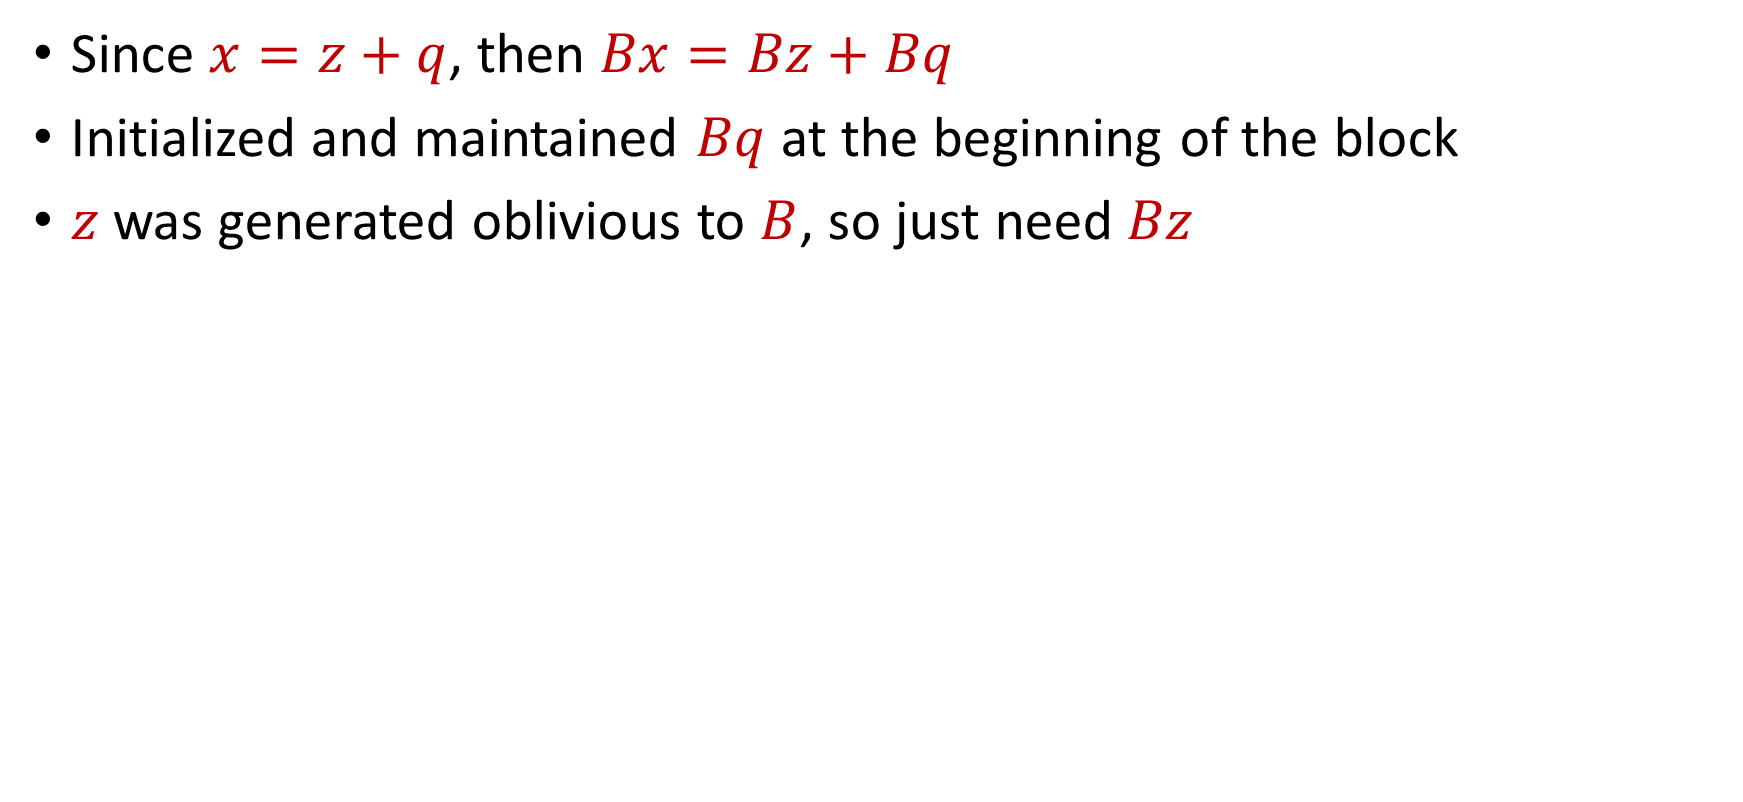 • Since x = z + q, then Bx = Bz + Bq
• Initialized and maintained Bq at the beginning of the block
• z was generated oblivious to B, so just need Bz